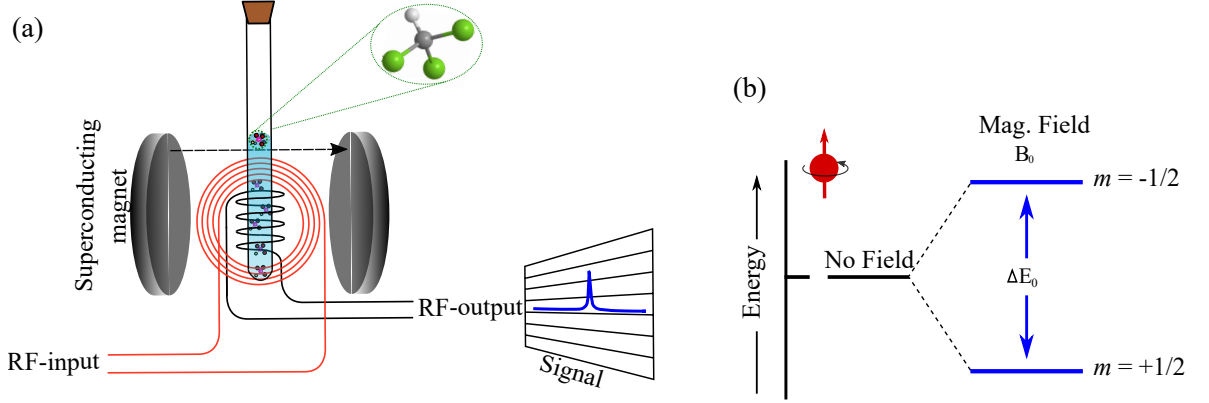 (a)
Superconducting
magnet
RF-input
RF-output
Signal
(b)
Energy
No Field
Mag. Field
B₀
m = -1/2
ΔE₀
m = +1/2